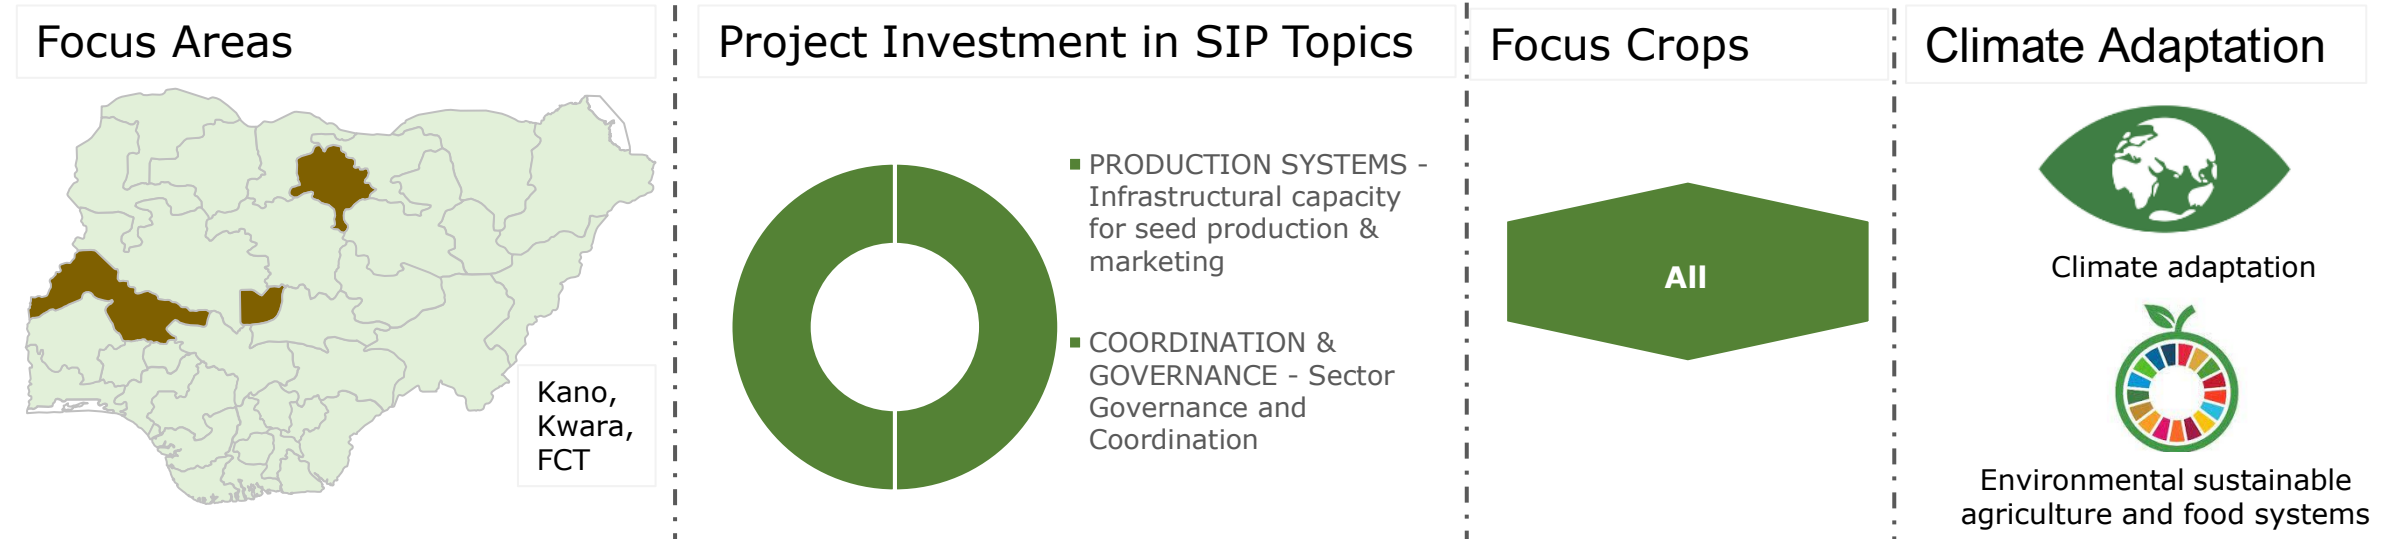 Focus Areas
Kano,
Kwara,
FCT
Project Investment in SIP Topics
PRODUCTION SYSTEMS -
Infrastructural capacity
for seed production &
marketing
COORDINATION &
GOVERNANCE - Sector
Governance and
Coordination
Focus Crops
All
Climate Adaptation
Climate adaptation
Environmental sustainable
agriculture and food systems